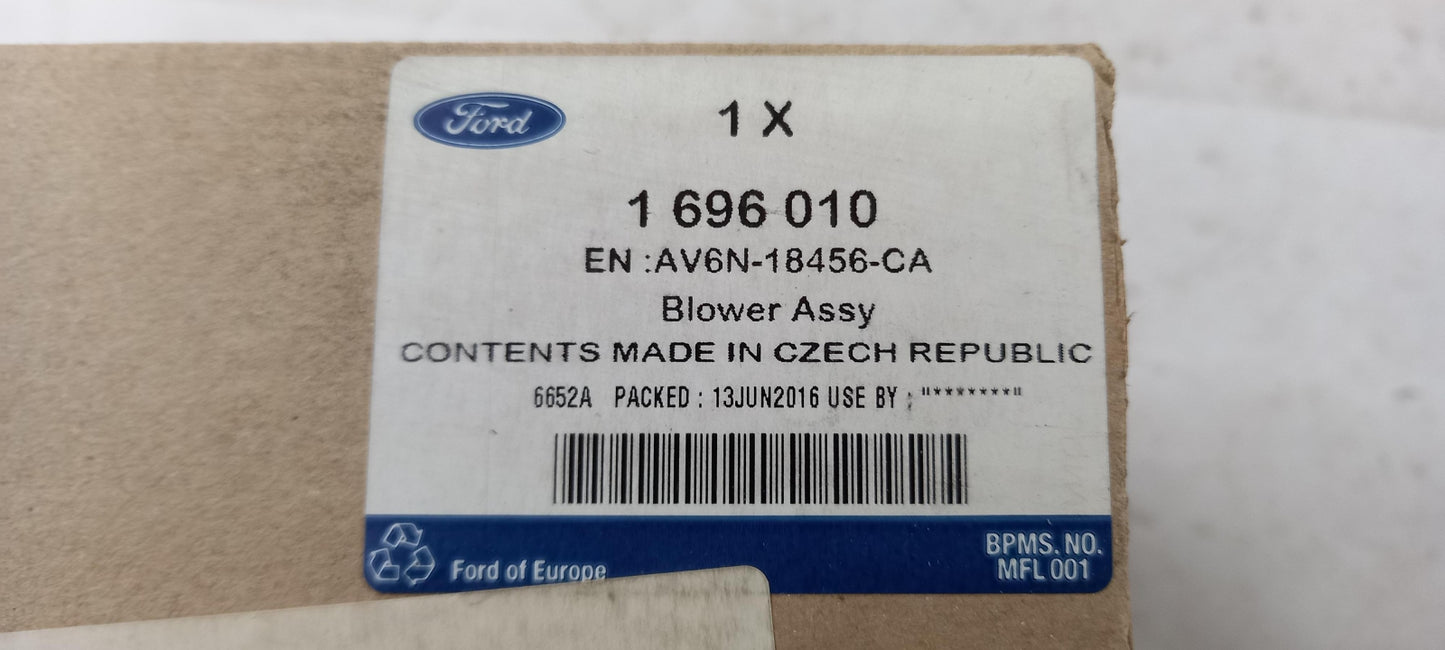 Ford
1 X
1 696 010
EN :AV6N-18456-CA
Blower Assy
CONTENTS MADE IN CZECH REPUBLIC
6652A PACKED : 13JUN2016 USE BY : "*******"
Ford of Europe
BPMS. NO.
MFL 001